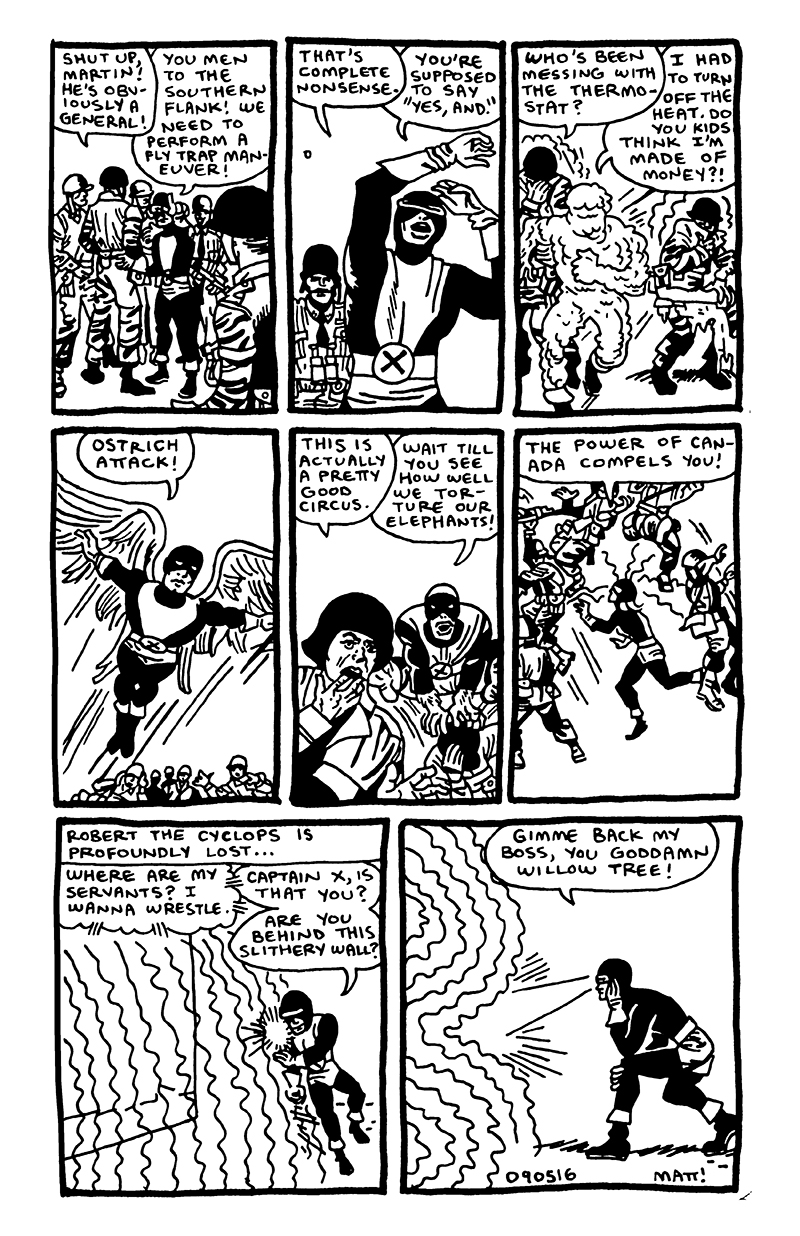 SHUT UP,
MARTIN!
HE'S OBV-
IOUSLY A
GENERAL!
YOU MEN
TO THE
SOUTHERN
FLANK! WE
NEED TO
PERFORM A
FLY TRAP MAN-
EUVER!
THAT'S
COMPLETE
NONSENSE.
YOU'RE
SUPPOSED
TO SAY
"YES, AND."
WHO'S BEEN
MESSING WITH
THE THERMO-
STAT?
I HAD
TO TURN
OFF THE
HEAT. DO
YOU KIDS
THINK I'M
MADE OF
MONEY?!
OSTRICH
ATTACK!
THIS IS
ACTUALLY
A PRETTY
GOOD
CIRCUS.
WAIT TILL
YOU SEE
HOW WELL
WE TOR-
TURE OUR
ELEPHANTS!
THE POWER OF CAN-
ADA COMPELS YOU!
ROBERT THE CYCLOPS IS
PROFOUNDLY LOST...
WHERE ARE MY
SERVANTS? I
WANNA WRESTLE.
CAPTAIN X, IS
THAT YOU?
ARE YOU
BEHIND THIS
SLITHERY WALL?
GIMME BACK MY
BOSS, YOU GODDAMN
WILLOW TREE!
090516
MATT!